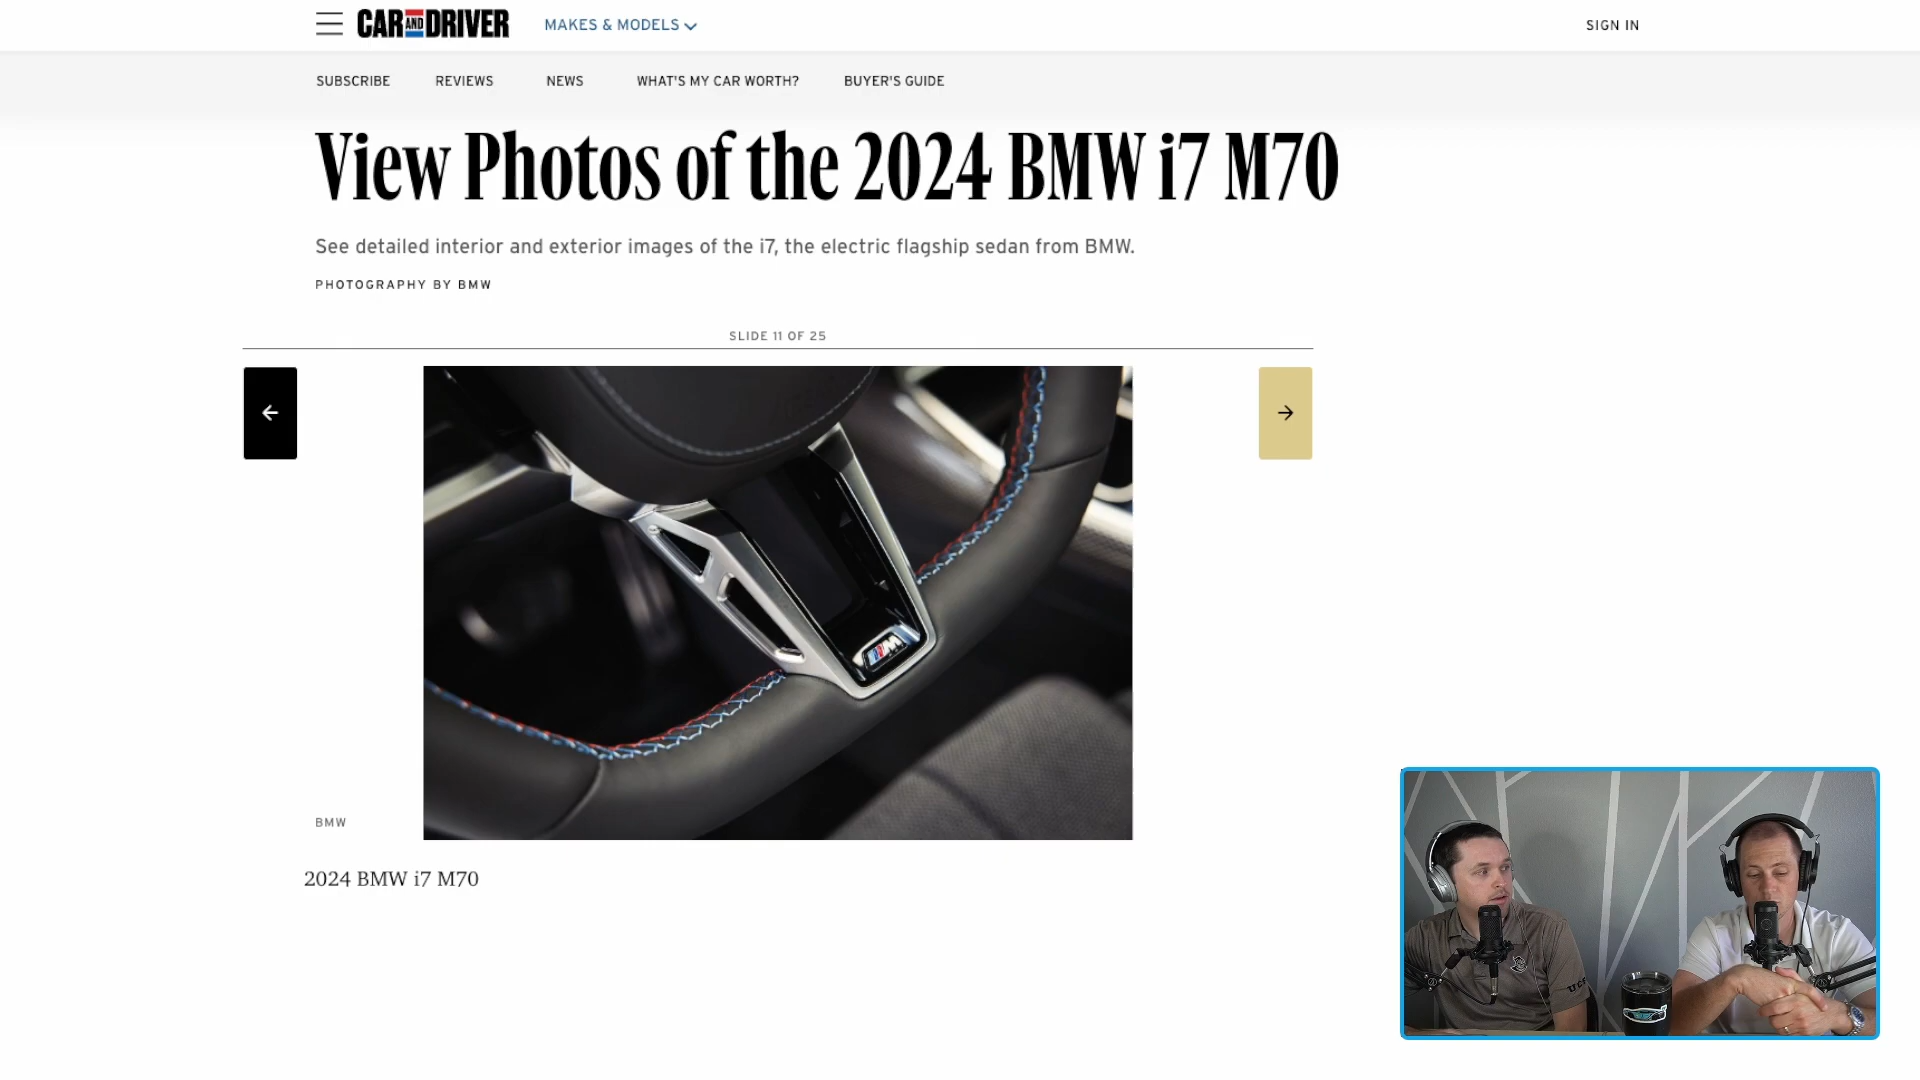 CAR AND DRIVER
MAKES & MODELS
SIGN IN
SUBSCRIBE
REVIEWS
NEWS
WHAT'S MY CAR WORTH?
BUYER'S GUIDE
View Photos of the 2024 BMW i7 M70
See detailed interior and exterior images of the i7, the electric flagship sedan from BMW.
PHOTOGRAPHY BY BMW
SLIDE 11 OF 25
M
BMW
2024 BMW i7 M70